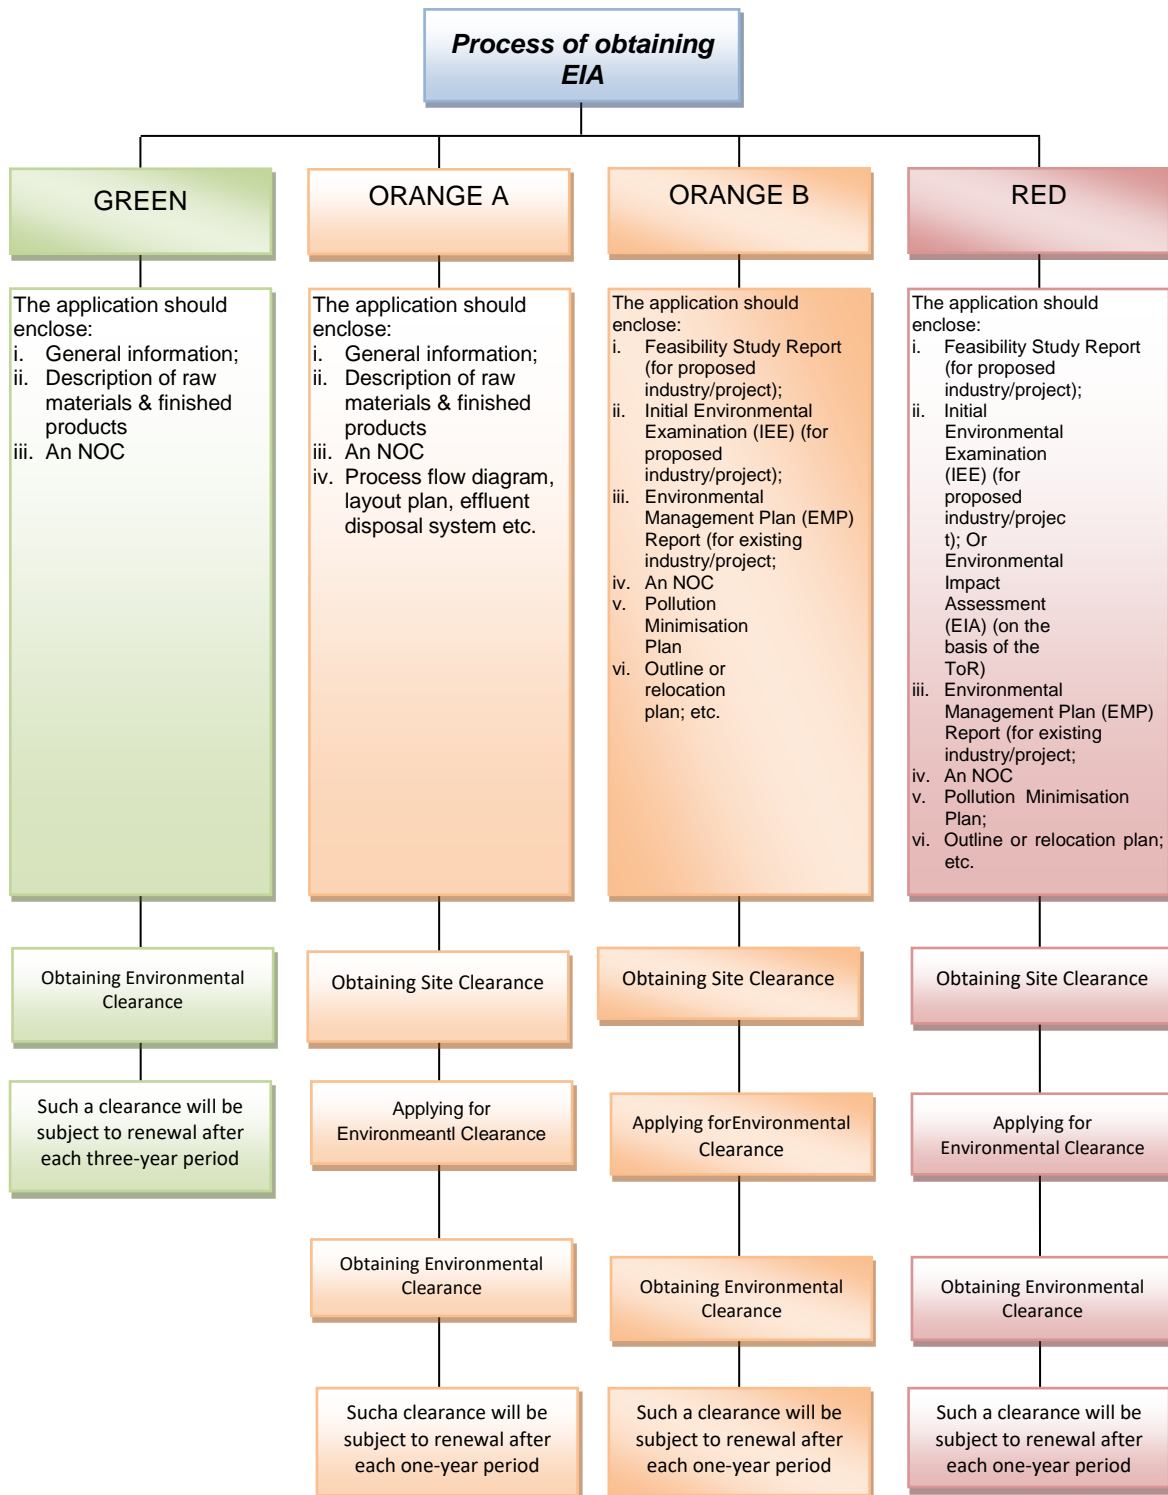 Process of obtaining
EIA
GREEN
The application should
enclose:
i. General information;
ii. Description of raw
materials & finished
products
iii. An NOC
Obtaining Environmental
Clearance
Such a clearance will be
subject to renewal after
each three-year period
ORANGE A
The application should
enclose:
i. General information;
ii. Description of raw
materials & finished
products
iii. An NOC
iv. Process flow diagram,
layout plan, effluent
disposal system etc.
Obtaining Site Clearance
Applying for
Environmeantl Clearance
Obtaining Environmental
Clearance
Sucha clearance will be
subject to renewal after
each one-year period
ORANGE B
The application should
enclose:
i. Feasibility Study Report
(for proposed
industry/project);
ii. Initial Environmental
Examination (IEE) (for
proposed
industry/project);
iii. Environmental
Management Plan (EMP)
Report (for existing
industry/project;
iv. An NOC
v. Pollution
Minimisation
Plan
vi. Outline or
relocation
plan; etc.
Obtaining Site Clearance
Applying forEnvironmental
Clearance
Obtaining Environmental
Clearance
Such a clearance will be
subject to renewal after
each one-year period
RED
The application should
enclose:
i. Feasibility Study Report
(for proposed
industry/project);
ii. Initial
Environmental
Examination
(IEE) (for
proposed
industry/projec
t); Or
Environmental
Impact
Assessment
(EIA) (on the
basis of the
ToR)
iii. Environmental
Management Plan (EMP)
Report (for existing
industry/project;
iv. An NOC
v. Pollution Minimisation
Plan;
vi. Outline or relocation plan;
etc.
Obtaining Site Clearance
Applying for
Environmental Clearance
Obtaining Environmental
Clearance
Such a clearance will be
subject to renewal after
each one-year period